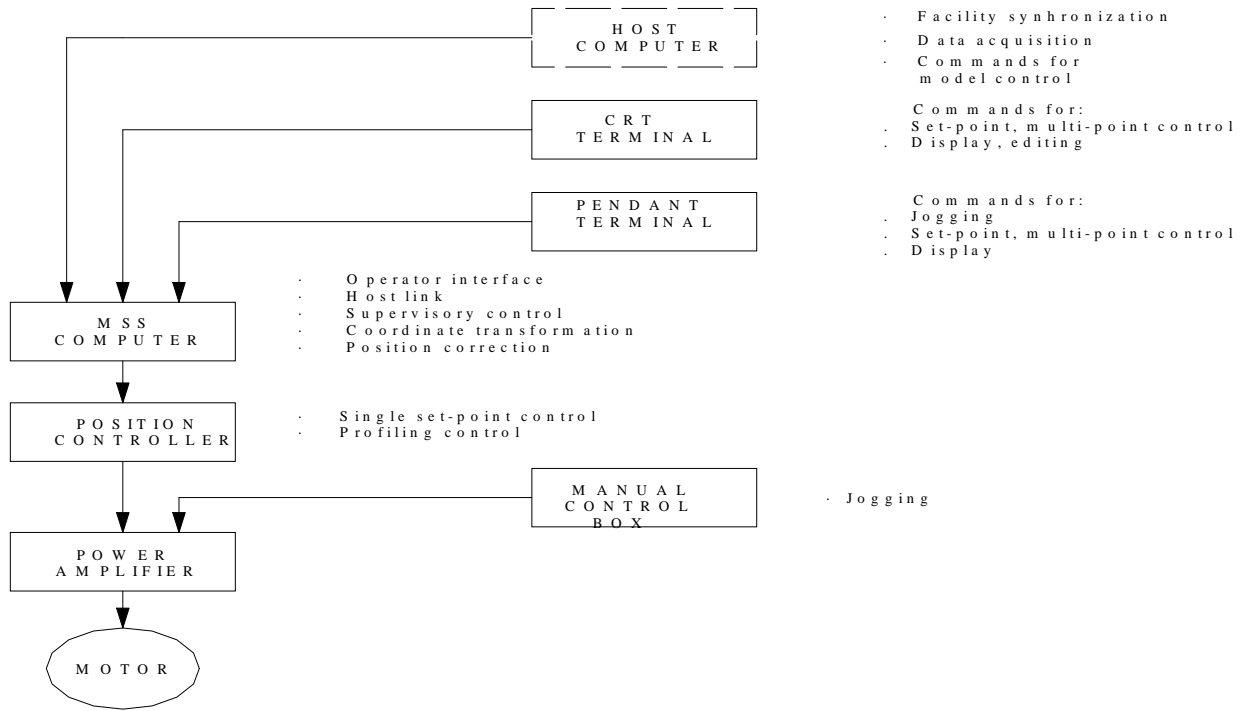 HOST
COMPUTER
· Facility synhronization
· Data acquisition
· Commands for
model control
CRT
TERMINAL
Commands for:
. Set-point, multi-point control
. Display, editing
PENDANT
TERMINAL
Commands for:
. Jogging
. Set-point, multi-point control
. Display
MSS
COMPUTER
· Operator interface
· Host link
· Supervisory control
· Coordinate transformation
· Position correction
POSITION
CONTROLLER
· Single set-point control
· Profiling control
MANUAL
CONTROL
BOX
· Jogging
POWER
AMPLIFIER
MOTOR